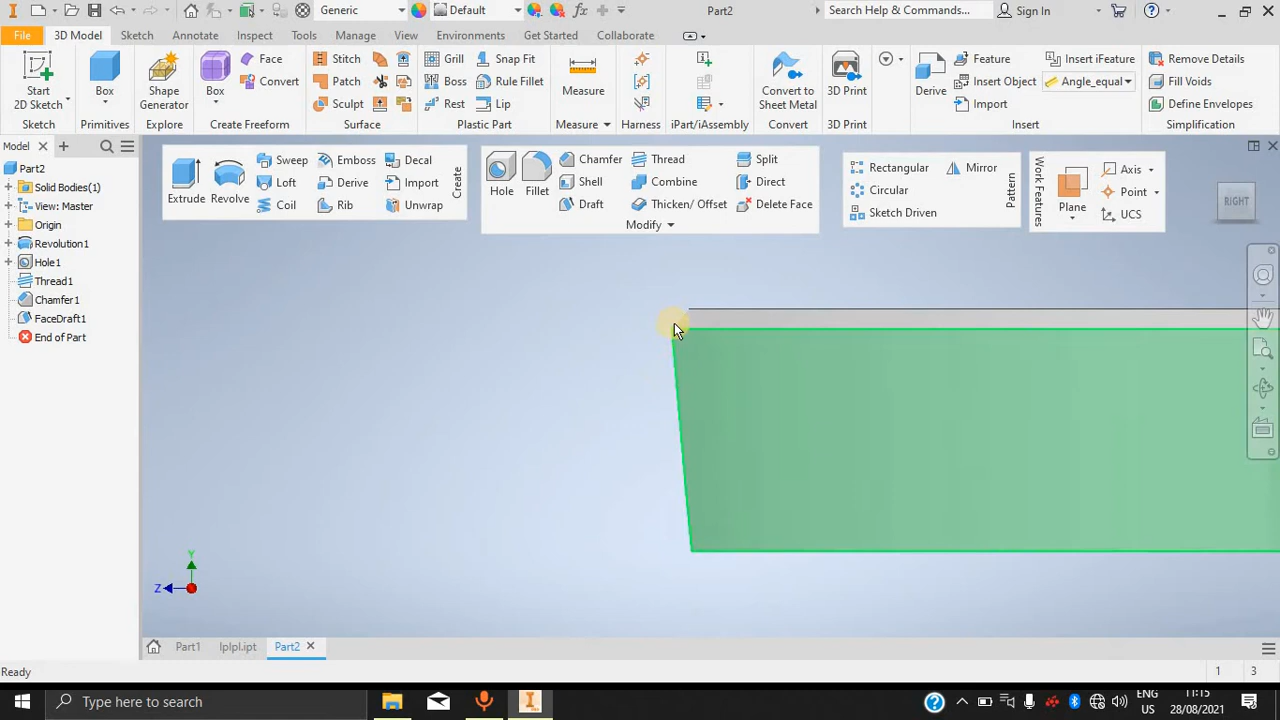 Generic
Default
Part2
Search Help & Commands...
Sign In
File
3D Model
Sketch
Annotate
Inspect
Tools
Manage
View
Environments
Get Started
Collaborate
Start
2D Sketch
Sketch
Box
Primitives
Shape
Generator
Explore
Box
Face
Convert
Create Freeform
Stitch
Patch
Sculpt
Surface
Grill
Boss
Rest
Snap Fit
Rule Fillet
Lip
Plastic Part
Measure
Measure
Harness
iPart/iAssembly
Convert to
Sheet Metal
Convert
3D Print
3D Print
Derive
Feature
Insert Object
Import
Insert iFeature
Angle_equal
Insert
Remove Details
Fill Voids
Define Envelopes
Simplification
Model
Part2
Solid Bodies(1)
View: Master
Origin
Revolution1
Hole1
Thread1
Chamfer1
FaceDraft1
End of Part
Extrude
Revolve
Sweep
Loft
Coil
Emboss
Derive
Rib
Decal
Import
Unwrap
Create
Hole
Fillet
Chamfer
Shell
Draft
Thread
Combine
Thicken/ Offset
Split
Direct
Delete Face
Modify
Rectangular
Circular
Sketch Driven
Mirror
Pattern
Work Features
Plane
Axis
Point
UCS
RIGHT
Y
Z
Part1
lplpl.ipt
Part2
Ready
1
3
Type here to search
ENG
UK
11:15
28/08/2021